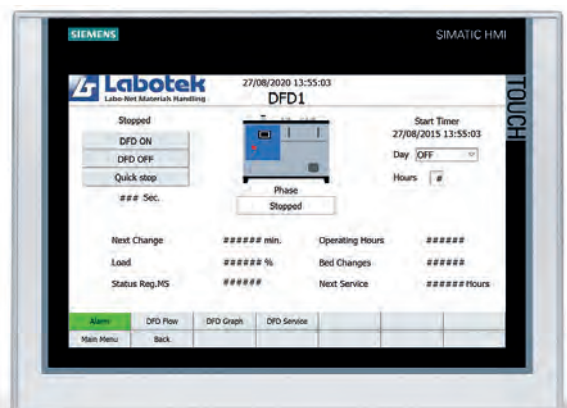 SIEMENS
SIMATIC HMI
TOUCH
Labotek
Labo-Net Materials Handling
27/08/2020 13:55:03
DFD1
Stopped
DFD ON
DFD OFF
Quick stop
### Sec.
Phase
Stopped
Start Timer
27/08/2015 13:55:03
Day OFF
Hours #
Next Change ###### min. Operating Hours ######
Load ###### % Bed Changes ######
Status Reg.MS ###### Next Service ###### Hours
Alarm DFD Flow DFD Graph DFD Service
Main Menu Back